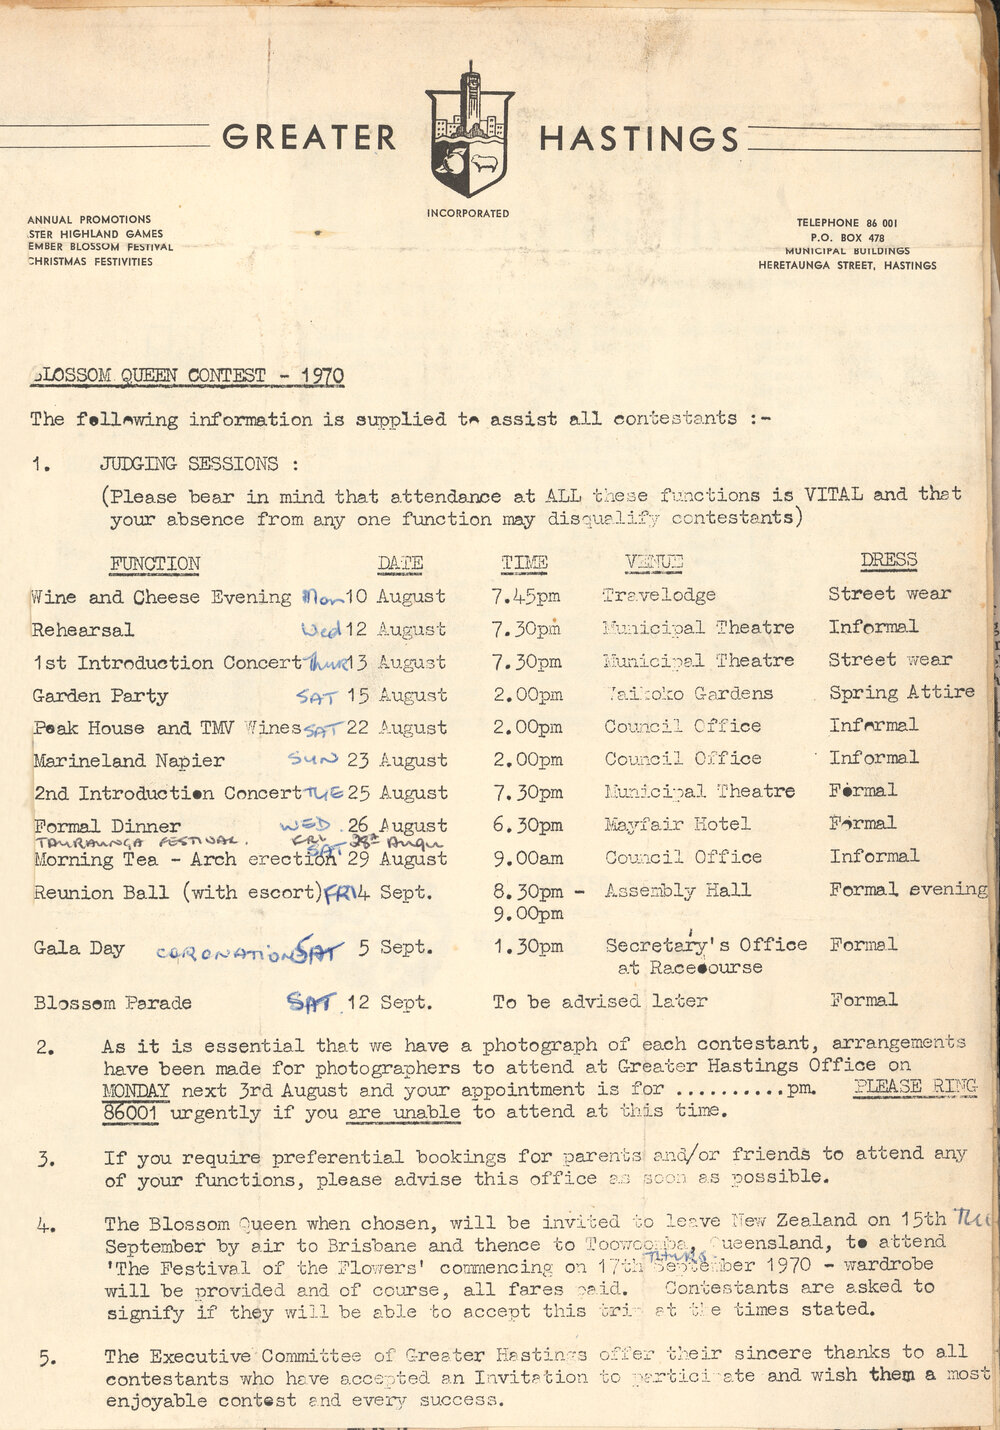 GREATER HASTINGS
INCORPORATED
ANNUAL PROMOTIONS
STER HIGHLAND GAMES
EMBER BLOSSOM FESTIVAL
CHRISTMAS FESTIVITIES
TELEPHONE 86 001
P.O. BOX 478
MUNICIPAL BUILDINGS
HERETAUNGA STREET, HASTINGS
BLOSSOM QUEEN CONTEST - 1970
The following information is supplied to assist all contestants :-
1. JUDGING SESSIONS :
(Please bear in mind that attendance at ALL these functions is VITAL and that
your absence from any one function may disqualify contestants)
FUNCTION DATE TIME VENUE DRESS
Wine and Cheese Evening Mon 10 August 7.45pm Travelodge Street wear
Rehearsal Wed 12 August 7.30pm Municipal Theatre Informal
1st Introduction Concert Thur 13 August 7.30pm Municipal Theatre Street wear
Garden Party SAT 15 August 2.00pm Waikoko Gardens Spring Attire
Peak House and TMV Wines SAT 22 August 2.00pm Council Office Informal
Marineland Napier SUN 23 August 2.00pm Council Office Informal
2nd Introduction Concert TUE 25 August 7.30pm Municipal Theatre Formal
Formal Dinner WED 26 August 6.30pm Mayfair Hotel Formal
TAURAUNGA FESTIVAL. FRI 28th Augu
Morning Tea - Arch erection SAT 29 August 9.00am Council Office Informal
Reunion Ball (with escort) FRI 4 Sept. 8.30pm - Assembly Hall Formal evening
9.00pm
Gala Day CORONATION SAT 5 Sept. 1.30pm Secretary's Office Formal
at Racecourse
Blossom Parade SAT. 12 Sept. To be advised later Formal
2. As it is essential that we have a photograph of each contestant, arrangements
have been made for photographers to attend at Greater Hastings Office on
MONDAY next 3rd August and your appointment is for ..........pm. PLEASE RING
86001 urgently if you are unable to attend at this time.
3. If you require preferential bookings for parents and/or friends to attend any
of your functions, please advise this office as soon as possible.
4. The Blossom Queen when chosen, will be invited to leave New Zealand on 15th Tue
September by air to Brisbane and thence to Toowoomba, Queensland, to attend
THURS.
'The Festival of the Flowers' commencing on 17th September 1970 - wardrobe
will be provided and of course, all fares paid. Contestants are asked to
signify if they will be able to accept this trip at the times stated.
5. The Executive Committee of Greater Hastings offer their sincere thanks to all
contestants who have accepted an Invitation to participate and wish them a most
enjoyable contest and every success.